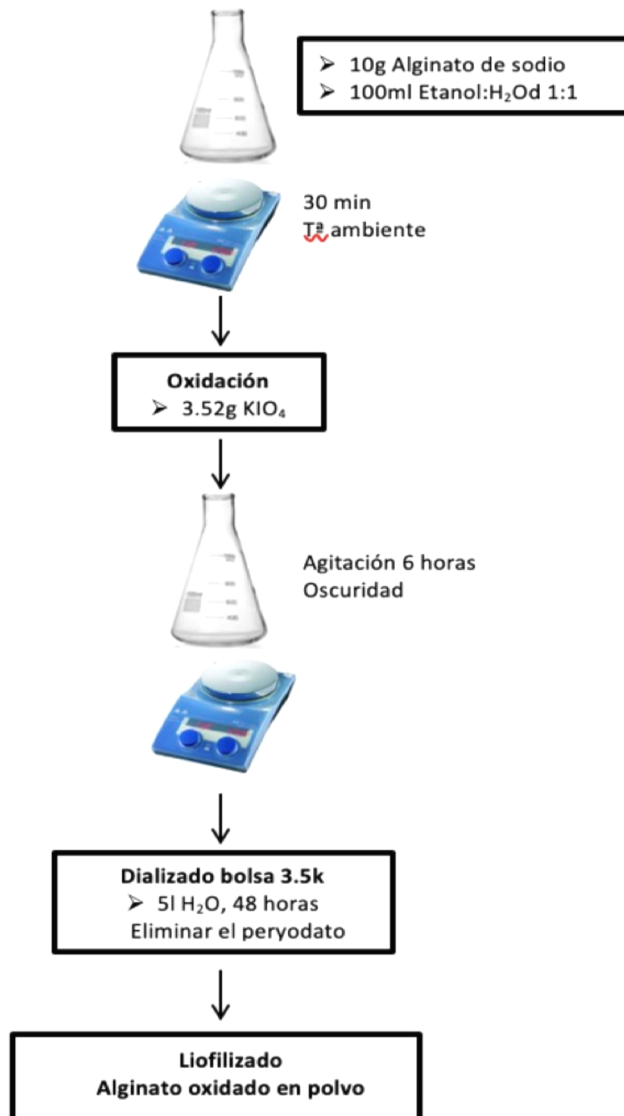 ➢ 10g Alginato de sodio
➢ 100ml Etanol:H₂Od 1:1
30 min
Tª ambiente
Oxidación
➢ 3.52g KIO₄
Agitación 6 horas
Oscuridad
Dializado bolsa 3.5k
➢ 5l H₂O, 48 horas
Eliminar el peryodato
Liofilizado
Alginato oxidado en polvo